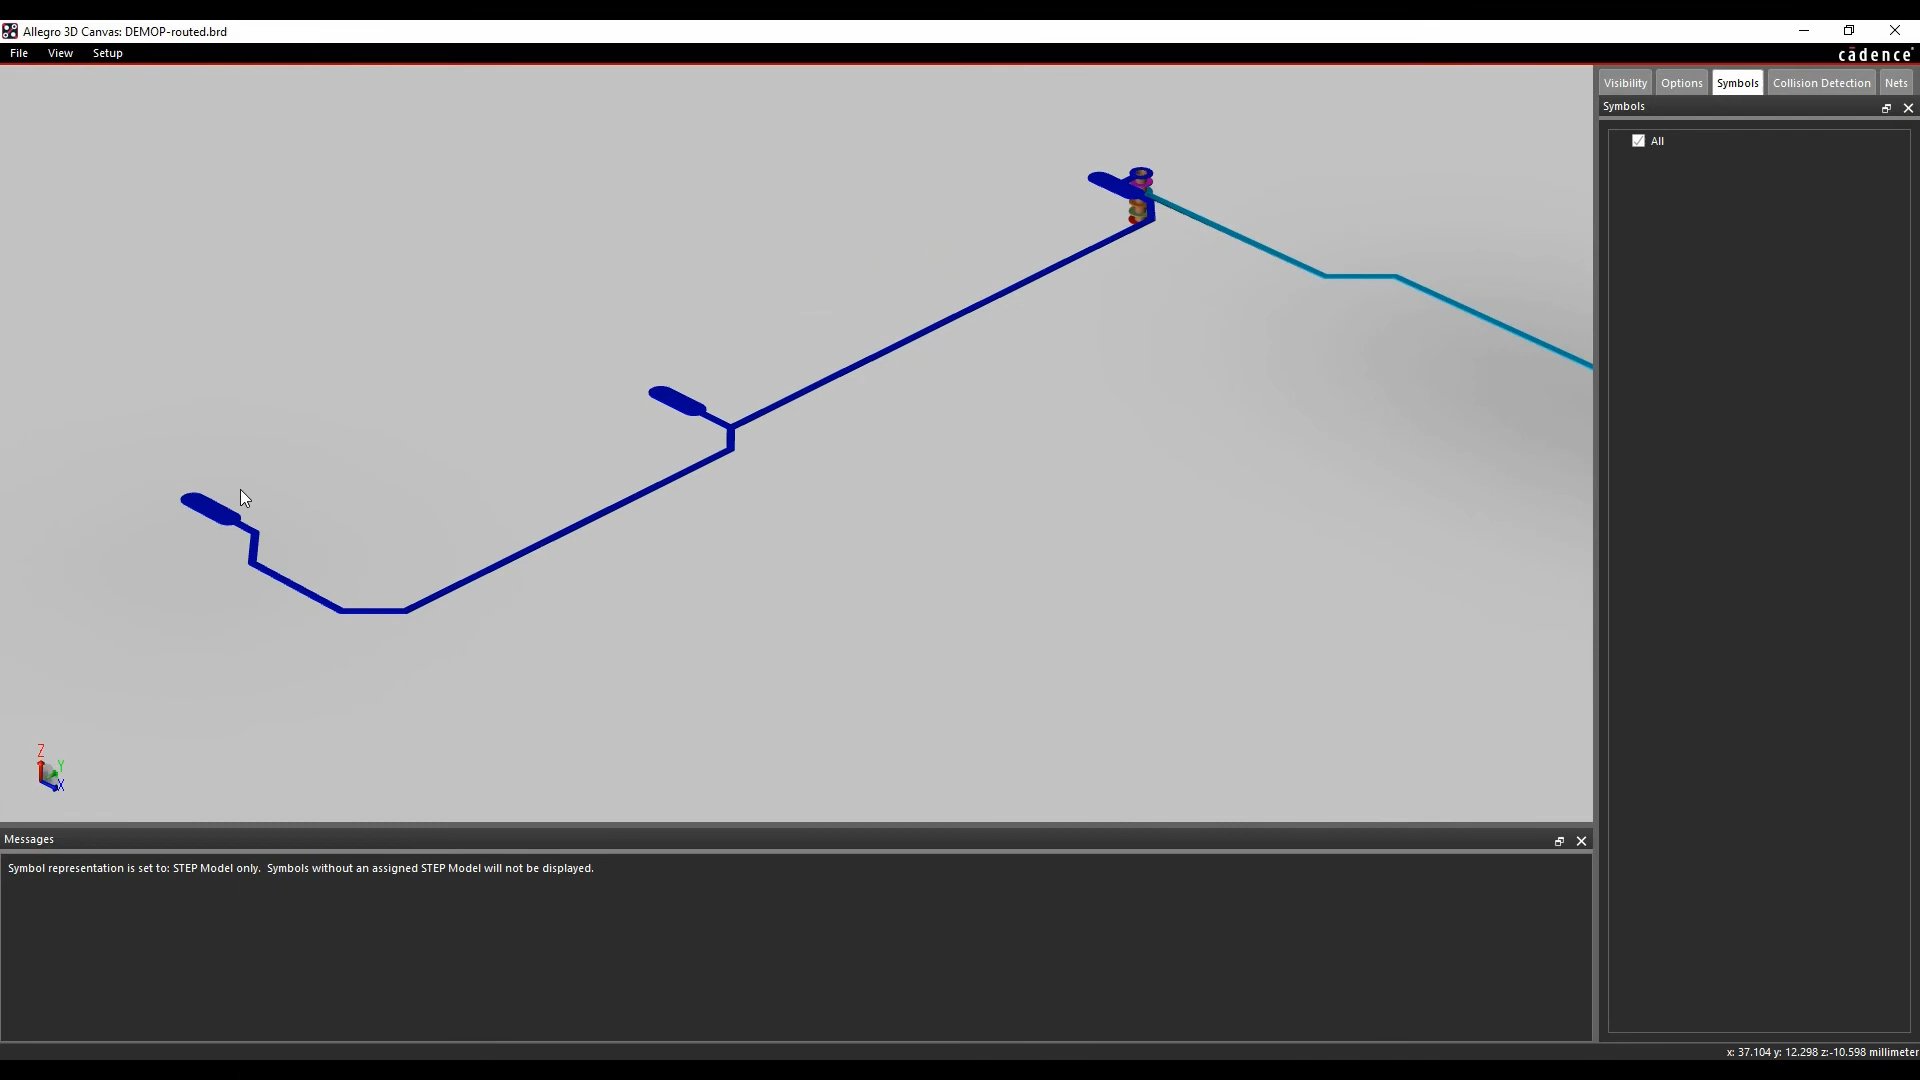 Allegro 3D Canvas: DEMOP-routed.brd
File View Setup
cādence
Visibility Options Symbols Collision Detection Nets
Symbols
All
Z
Y
X
Messages
Symbol representation is set to: STEP Model only. Symbols without an assigned STEP Model will not be displayed.
x: 37.104 y: 12.298 z:-10.598 millimeter